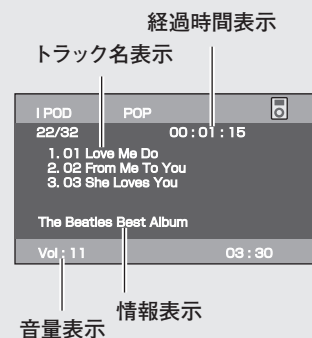 経過時間表示
トラック名表示
I POD POP
22/32 00 : 01 : 15
1. 01 Love Me Do
2. 02 From Me To You
3. 03 She Loves You
The Beatles Best Album
Vol : 11 03 : 30
情報表示
音量表示